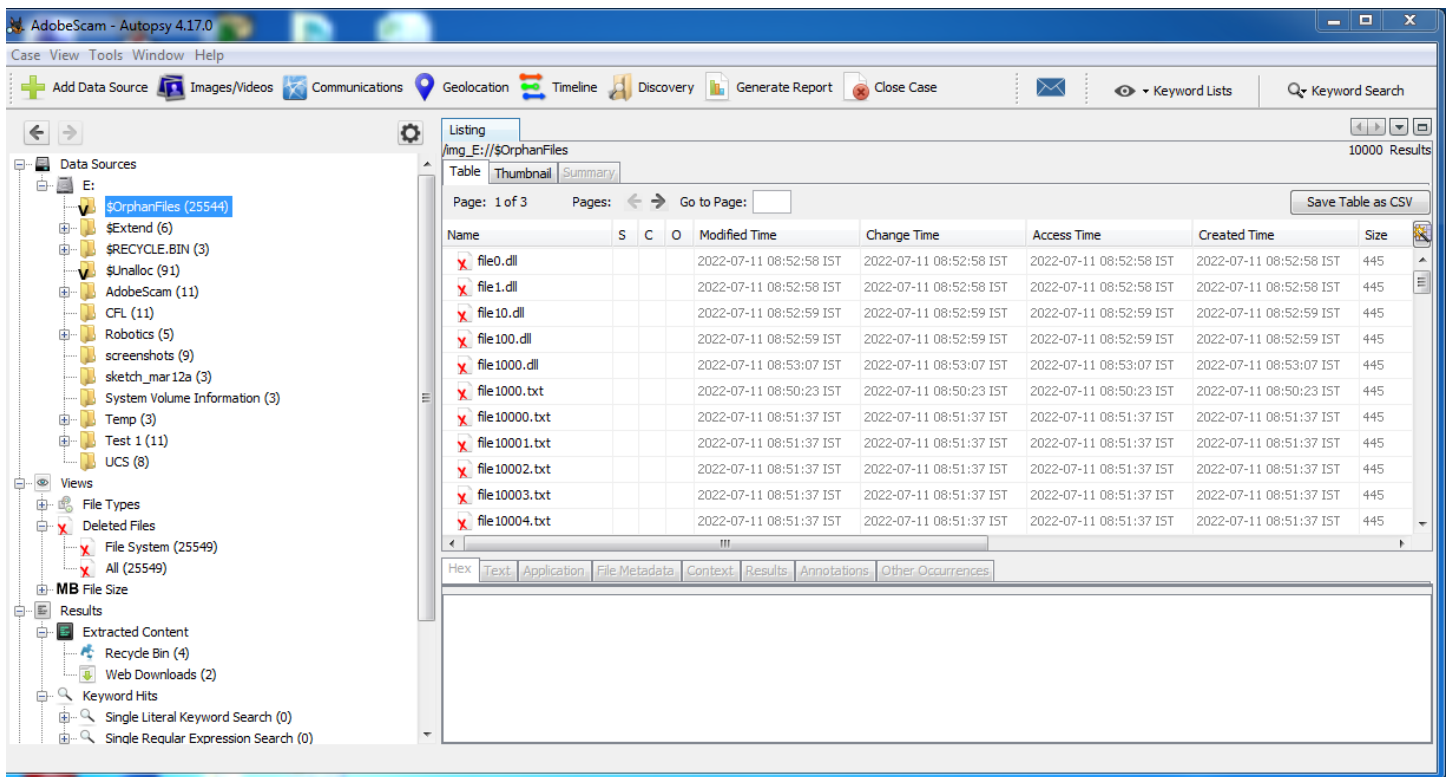 AdobeScam - Autopsy 4.17.0
Case View Tools Window Help
Add Data Source Images/Videos Communications Geolocation Timeline Discovery Generate Report Close Case Keyword Lists Keyword Search
Data Sources
E:
$OrphanFiles (25544)
$Extend (6)
$RECYCLE.BIN (3)
$Unalloc (91)
AdobeScam (11)
CFL (11)
Robotics (5)
screenshots (9)
sketch_mar12a (3)
System Volume Information (3)
Temp (3)
Test 1 (11)
UCS (8)
Views
File Types
Deleted Files
File System (25549)
All (25549)
MB File Size
Results
Extracted Content
Recycle Bin (4)
Web Downloads (2)
Keyword Hits
Single Literal Keyword Search (0)
Single Regular Expression Search (0)
Listing
/img_E://$OrphanFiles 10000 Results
Table Thumbnail Summary
Page: 1 of 3 Pages: Go to Page: Save Table as CSV
Name S C O Modified Time Change Time Access Time Created Time Size
file0.dll 2022-07-11 08:52:58 IST 2022-07-11 08:52:58 IST 2022-07-11 08:52:58 IST 2022-07-11 08:52:58 IST 445
file1.dll 2022-07-11 08:52:58 IST 2022-07-11 08:52:58 IST 2022-07-11 08:52:58 IST 2022-07-11 08:52:58 IST 445
file10.dll 2022-07-11 08:52:59 IST 2022-07-11 08:52:59 IST 2022-07-11 08:52:59 IST 2022-07-11 08:52:59 IST 445
file100.dll 2022-07-11 08:52:59 IST 2022-07-11 08:52:59 IST 2022-07-11 08:52:59 IST 2022-07-11 08:52:59 IST 445
file1000.dll 2022-07-11 08:53:07 IST 2022-07-11 08:53:07 IST 2022-07-11 08:53:07 IST 2022-07-11 08:53:07 IST 445
file1000.txt 2022-07-11 08:50:23 IST 2022-07-11 08:50:23 IST 2022-07-11 08:50:23 IST 2022-07-11 08:50:23 IST 445
file10000.txt 2022-07-11 08:51:37 IST 2022-07-11 08:51:37 IST 2022-07-11 08:51:37 IST 2022-07-11 08:51:37 IST 445
file10001.txt 2022-07-11 08:51:37 IST 2022-07-11 08:51:37 IST 2022-07-11 08:51:37 IST 2022-07-11 08:51:37 IST 445
file10002.txt 2022-07-11 08:51:37 IST 2022-07-11 08:51:37 IST 2022-07-11 08:51:37 IST 2022-07-11 08:51:37 IST 445
file10003.txt 2022-07-11 08:51:37 IST 2022-07-11 08:51:37 IST 2022-07-11 08:51:37 IST 2022-07-11 08:51:37 IST 445
file10004.txt 2022-07-11 08:51:37 IST 2022-07-11 08:51:37 IST 2022-07-11 08:51:37 IST 2022-07-11 08:51:37 IST 445
Hex Text Application File Metadata Context Results Annotations Other Occurrences